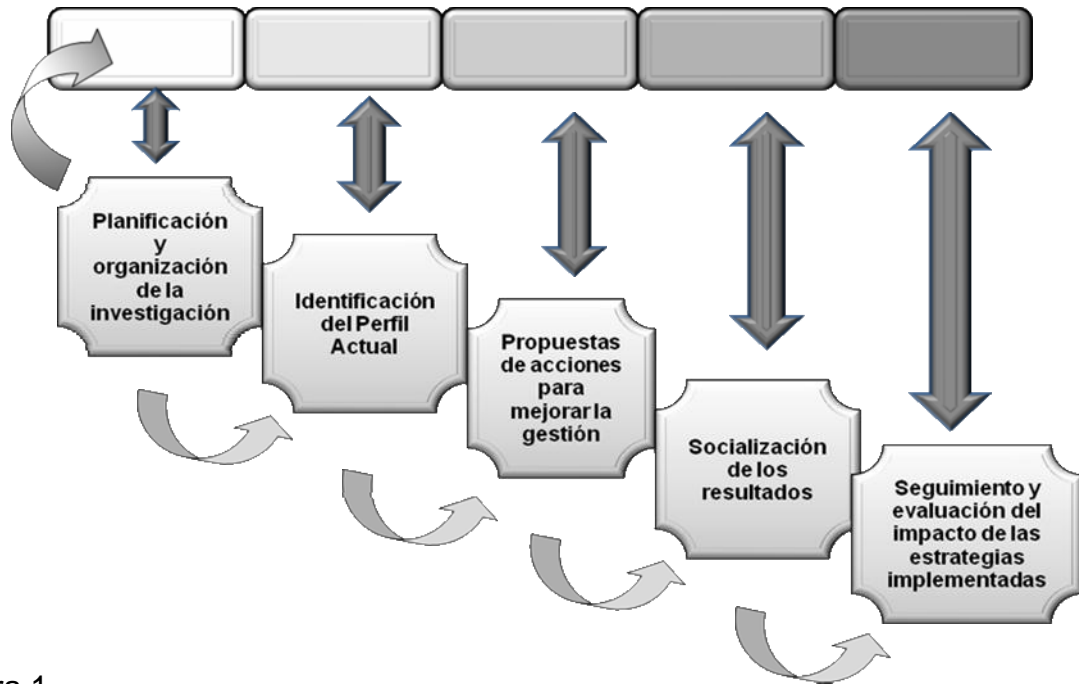 Planificación
y
organización
de la
investigación
Identificación
del Perfil
Actual
Propuestas
de acciones
para
mejorar la
gestión
Socialización
de los
resultados
Seguimiento y
evaluación del
impacto de las
estrategias
implementadas